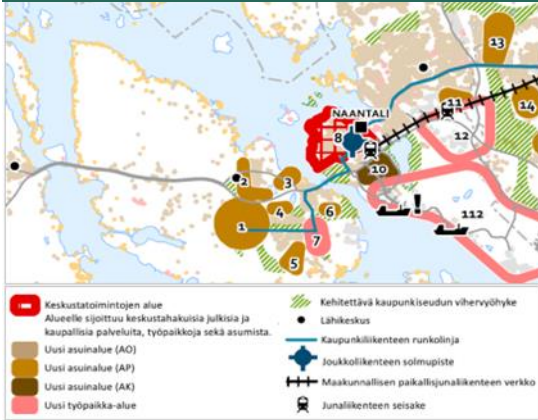 13
NAANTALI
8
11
14
12
10
2
3
1
4
6
7
5
!
112
Keskustatoimintojen alue
Alueelle sijoittuu keskustahakuisia julkisia ja
kaupallisia palveluita, työpaikkoja sekä asumista.
Uusi asuinalue (AO)
Uusi asuinalue (AP)
Uusi asuinalue (AK)
Uusi työpaikka-alue
Kehitettävä kaupunkiseudun vihervyöhyke
Lähikeskus
Kaupunkiliikenteen runkolinja
Joukkoliikenteen solmupiste
Maakunnallisen paikallisjunaliikenteen verkko
Junaliikenteen seisake